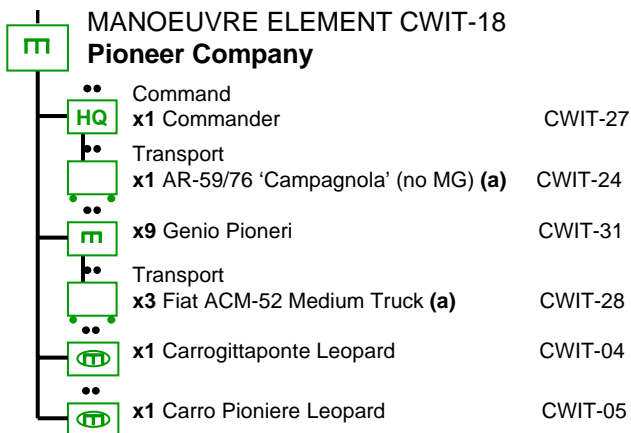 MANOEUVRE ELEMENT CWIT-18
Pioneer Company
Command
HQ x1 Commander CWIT-27
Transport
x1 AR-59/76 ‘Campagnola’ (no MG) (a) CWIT-24
x9 Genio Pioneri CWIT-31
Transport
x3 Fiat ACM-52 Medium Truck (a) CWIT-28
x1 Carrogittaponte Leopard CWIT-04
x1 Carro Pioniere Leopard CWIT-05